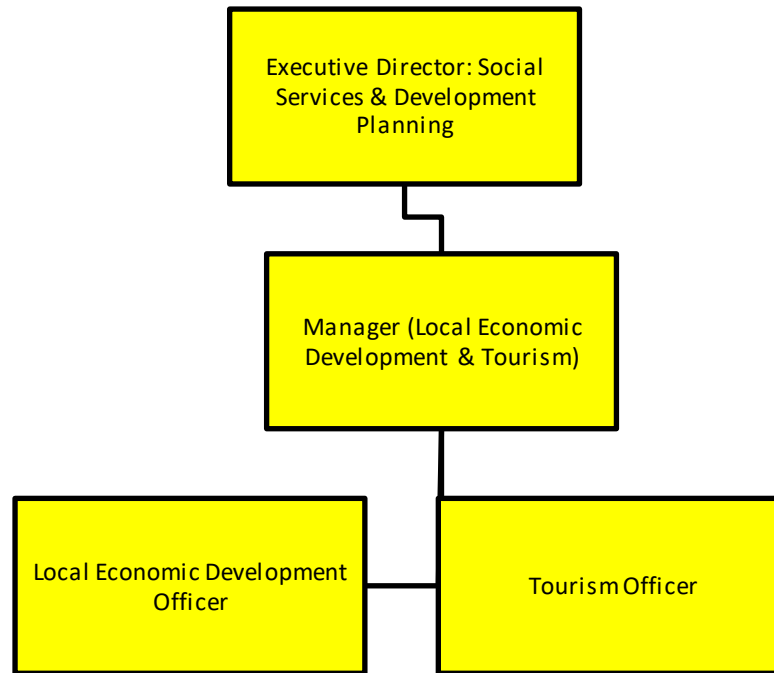 Executive Director: Social
Services & Development
Planning
Manager (Local Economic
Development & Tourism)
Local Economic Development
Officer
Tourism Officer